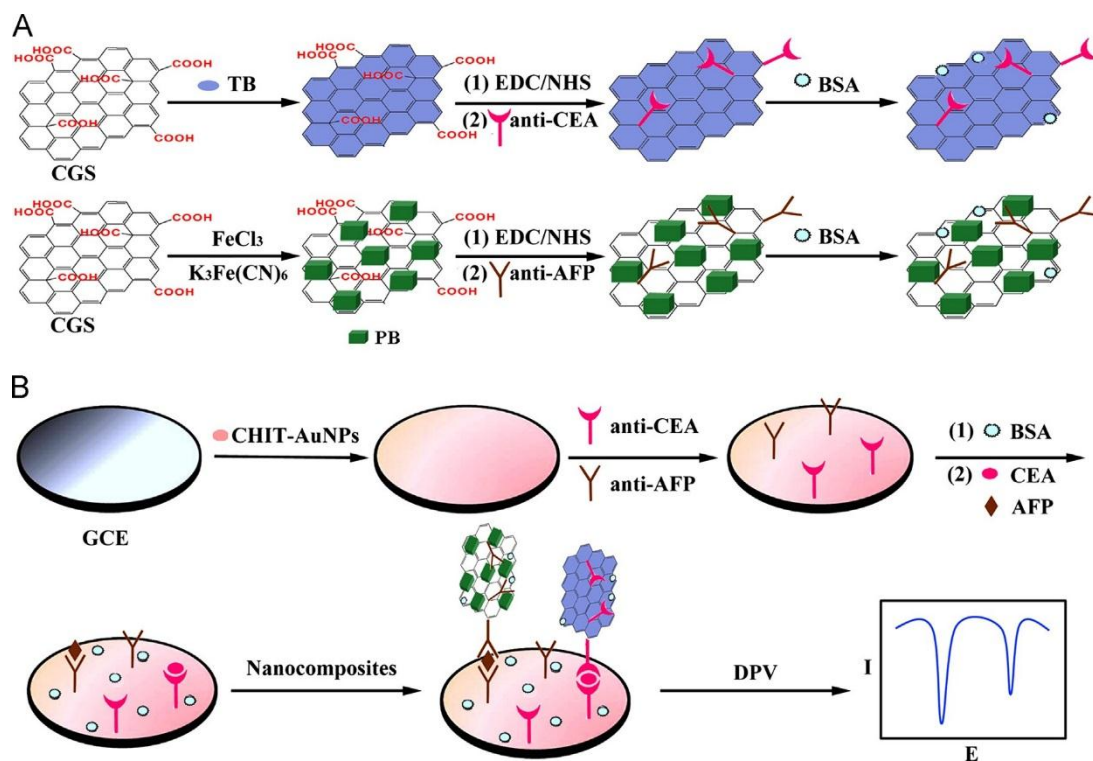 A
HOOC
HOOC
COOH
HOOC
COOH
COOH
CGS
TB
HOOC
HOOC
COOH
HOOC
COOH
COOH
(1) EDC/NHS
(2) anti-CEA
BSA
HOOC
HOOC
COOH
HOOC
COOH
COOH
CGS
FeCl₃
K₃Fe(CN)₆
HOOC
HOOC
COOH
HOOC
COOH
COOH
PB
(1) EDC/NHS
(2) anti-AFP
BSA
B
GCE
CHIT-AuNPs
anti-CEA
anti-AFP
(1) BSA
(2) CEA
AFP
Nanocomposites
DPV
I
E